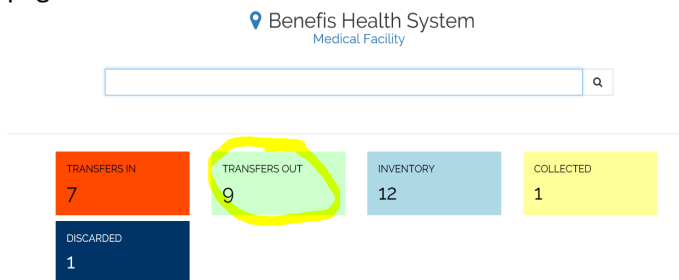 Benefis Health System
Medical Facility
TRANSFERS IN
7
TRANSFERS OUT
9
INVENTORY
12
COLLECTED
1
DISCARDED
1